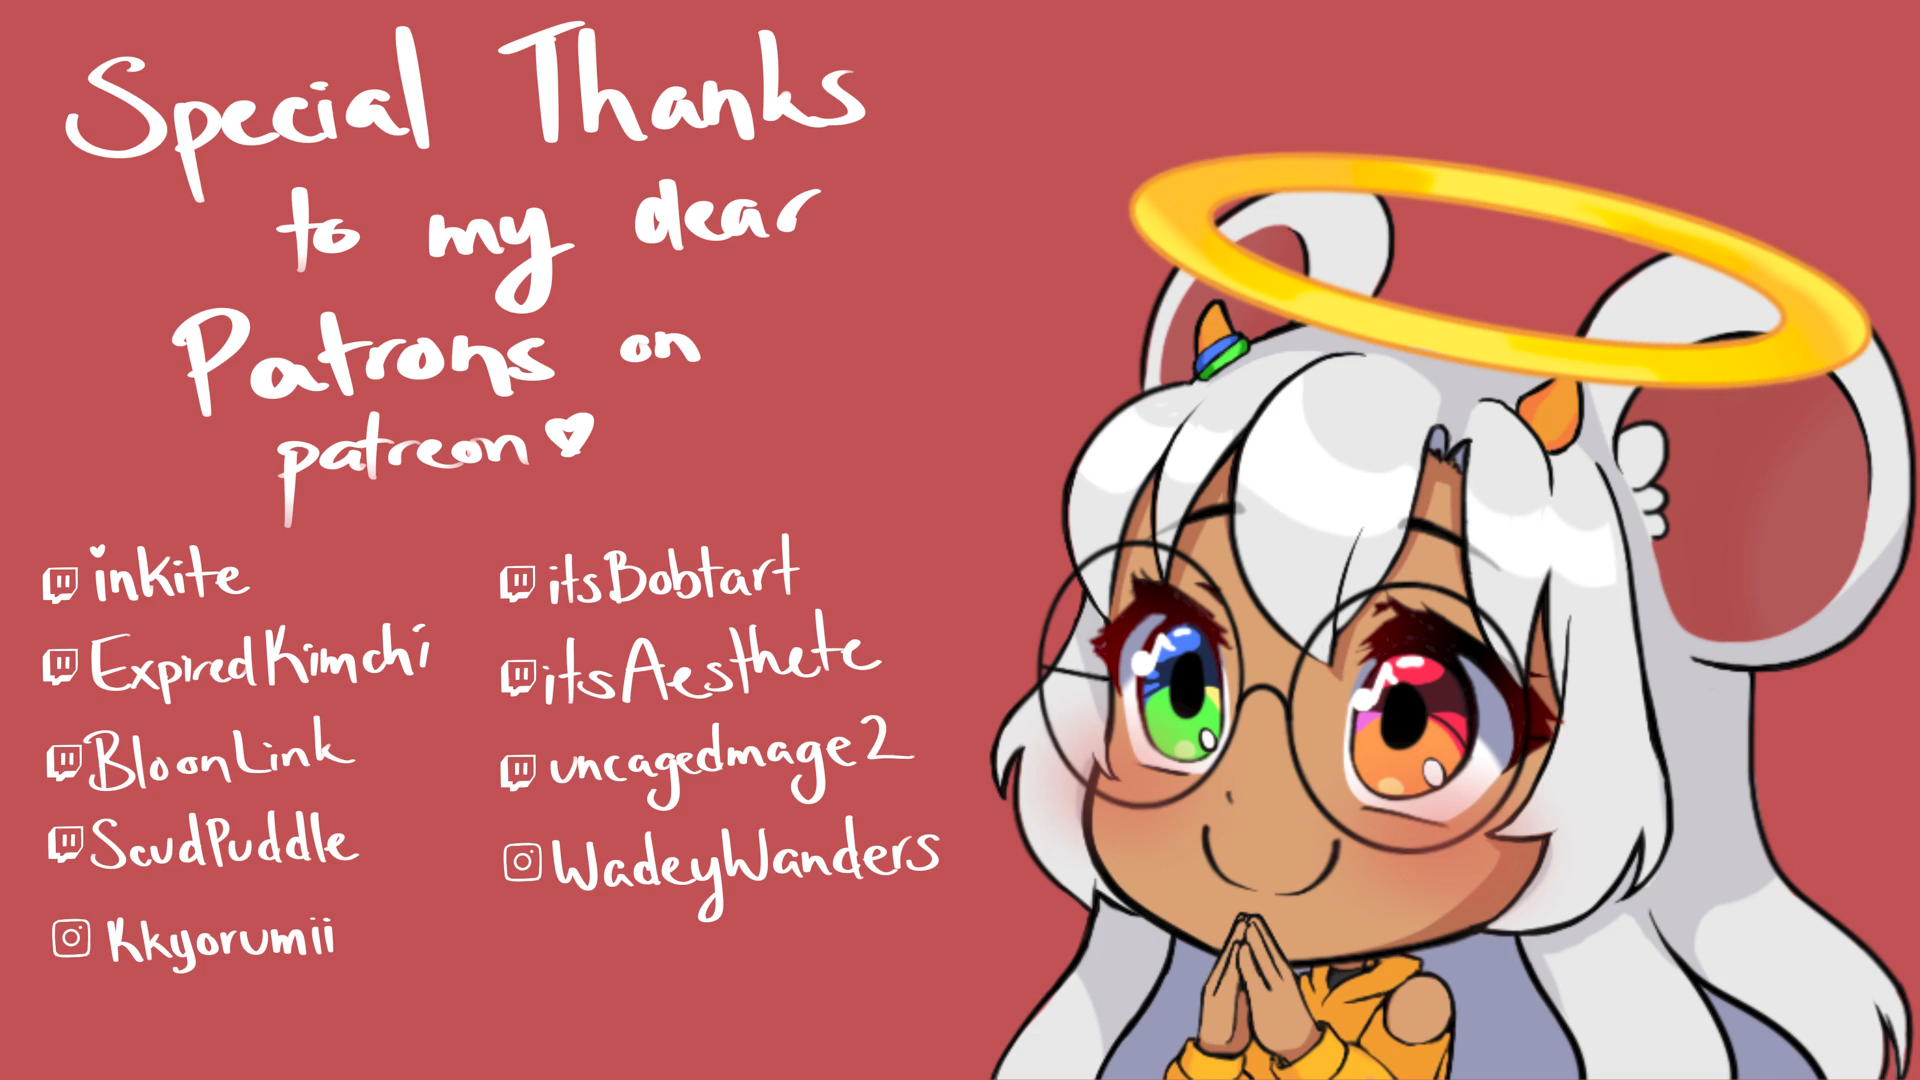 Special Thanks
to my dear
Patrons on
patreon
inkite
ExpiredKimchi
BloonLink
ScudPuddle
Kkyorumii
itsBobtart
itsAesthete
uncagedmage2
WadeyWanders